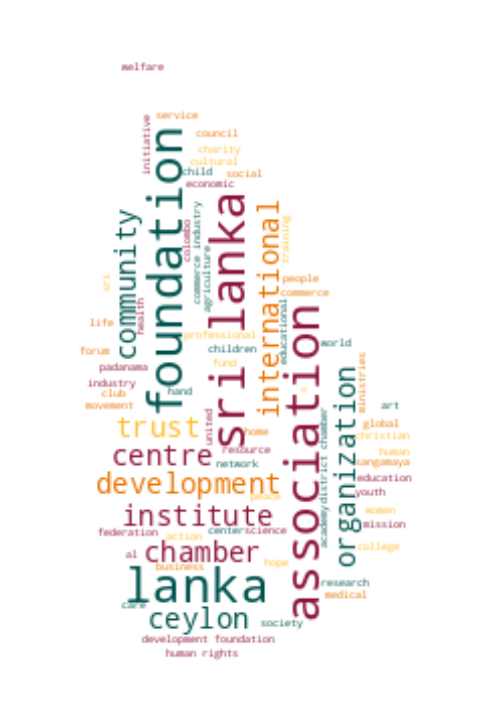 welfare
service
initiative
council
foundation
charity
cultural
child
social
economic
sri lanka
community
international
colombo
commerce industry
agriculture
training
sri
people
commerce
health
educational
life
professional
world
forum
children
ministries
padanama
fund
industry
hand
club
movement
association
organization
art
trust
united
home
district chamber
global
christian
centre
resource
human
network
sangamaya
development
education
peace
youth
academy
institute
women
federation
center
science
mission
action
al
chamber
college
business
hope
lanka
research
care
medical
ceylon
society
development foundation
human rights